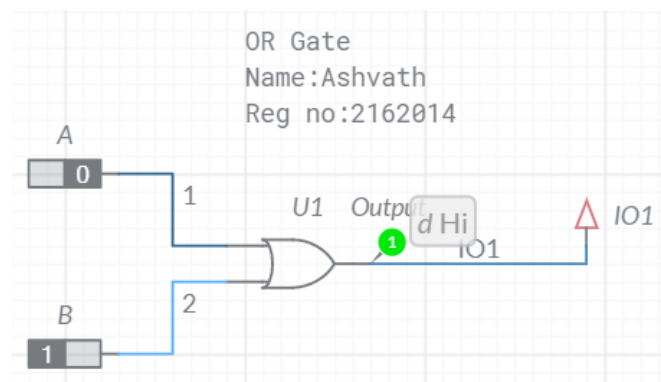 OR Gate
Name:Ashvath
Reg no:2162014
A
0
1
U1
Output
d Hi
IO1
1
IO1
2
B
1